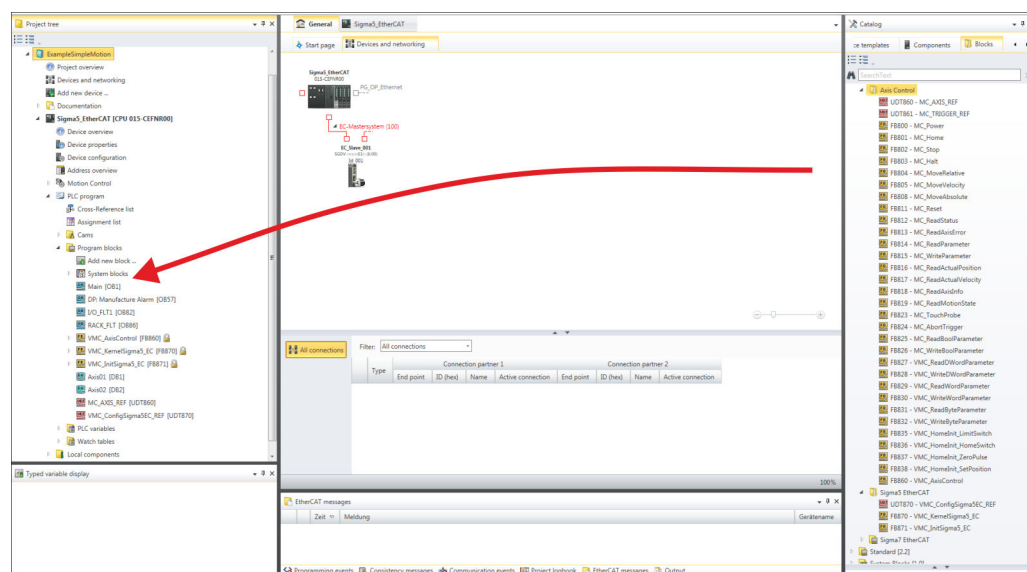 Project tree
ExampleSimpleMotion
Project overview
Devices and networking
Add new device ...
Documentation
Sigma5_EtherCAT [CPU 015-CEFNR00]
Device overview
Device properties
Device configuration
Address overview
Motion Control
PLC program
Cross-Reference list
Assignment list
Cams
Program blocks
Add new block ...
System blocks
Main [OB1]
DP: Manufacture Alarm [OB57]
I/O_FLT1 [OB82]
RACK_FLT [OB86]
VMC_AxisControl [FB860]
VMC_KernelSigma5_EC [FB870]
VMC_InitSigma5_EC [FB871]
Axis01 [DB1]
Axis02 [DB2]
MC_AXIS_REF [UDT860]
VMC_ConfigSigma5EC_REF [UDT870]
PLC variables
Watch tables
Local components
Typed variable display
General
Sigma5_EtherCAT
Start page
Devices and networking
Sigma5_EtherCAT
015-CEFNR00
PG_OP_Ethernet
EC-Mastersystem (100)
EC_Slave_001
Id_001
All connections
Filter:
All connections
Type
Connection partner 1
Connection partner 2
End point
ID (hex)
Name
Active connection
End point
ID (hex)
Name
Active connection
100%
EtherCAT messages
Zeit
Meldung
Gerätename
Programming events
Consistency messages
Communication events
Project logbook
EtherCAT messages
Output
Catalog
ce templates
Components
Blocks
SearchText
Axis Control
UDT860 - MC_AXIS_REF
UDT861 - MC_TRIGGER_REF
FB800 - MC_Power
FB801 - MC_Home
FB802 - MC_Stop
FB803 - MC_Halt
FB804 - MC_MoveRelative
FB805 - MC_MoveVelocity
FB808 - MC_MoveAbsolute
FB811 - MC_Reset
FB812 - MC_ReadStatus
FB813 - MC_ReadAxisError
FB814 - MC_ReadParameter
FB815 - MC_WriteParameter
FB816 - MC_ReadActualPosition
FB817 - MC_ReadActualVelocity
FB818 - MC_ReadAxisInfo
FB819 - MC_ReadMotionState
FB823 - MC_TouchProbe
FB824 - MC_AbortTrigger
FB825 - MC_ReadBoolParameter
FB826 - MC_WriteBoolParameter
FB827 - VMC_ReadDWordParameter
FB828 - VMC_WriteDWordParameter
FB829 - VMC_ReadWordParameter
FB830 - VMC_WriteWordParameter
FB831 - VMC_ReadByteParameter
FB832 - VMC_WriteByteParameter
FB835 - VMC_HomeInit_LimitSwitch
FB836 - VMC_HomeInit_HomeSwitch
FB837 - VMC_HomeInit_ZeroPulse
FB838 - VMC_HomeInit_SetPosition
FB860 - VMC_AxisControl
Sigma5 EtherCAT
UDT870 - VMC_ConfigSigma5EC_REF
FB870 - VMC_KernelSigma5_EC
FB871 - VMC_InitSigma5_EC
Sigma7 EtherCAT
Standard [2.2]
System Blocks [1.0]